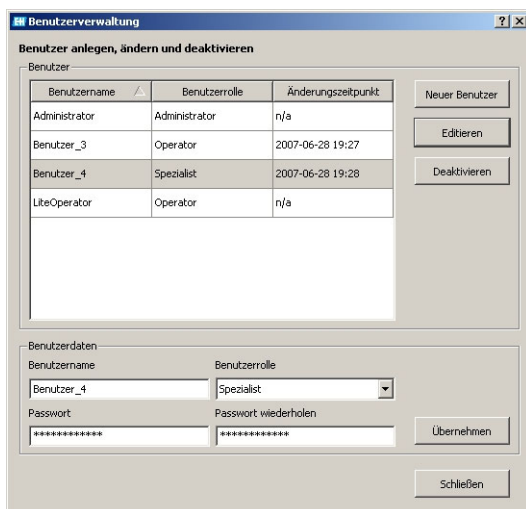 EH Benutzerverwaltung
Benutzer anlegen, ändern und deaktivieren
Benutzer
Benutzername Benutzerrolle Änderungszeitpunkt
Neuer Benutzer
Administrator Administrator n/a
Editieren
Benutzer_3 Operator 2007-06-28 19:27
Benutzer_4 Spezialist 2007-06-28 19:28
Deaktivieren
LiteOperator Operator n/a
Benutzerdaten
Benutzername Benutzerrolle
Benutzer_4 Spezialist
Passwort Passwort wiederholen
************ ************
Übernehmen
Schließen